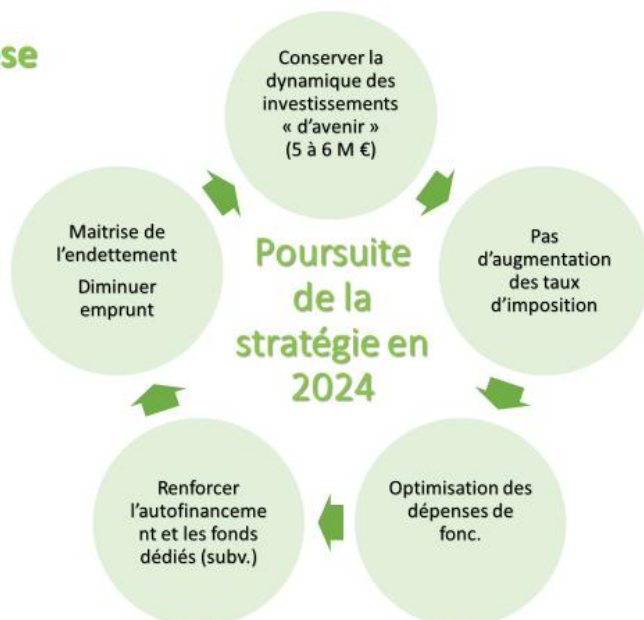 se
Conserver la
dynamique des
investissements
« d'avenir »
(5 à 6 M €)
Pas
d'augmentation
des taux
d'imposition
Optimisation des
dépenses de
fonc.
Renforcer
l'autofinanceme
nt et les fonds
dédiés (subv.)
Maitrise de
l'endettement
Diminuer
emprunt
Poursuite
de la
stratégie en
2024